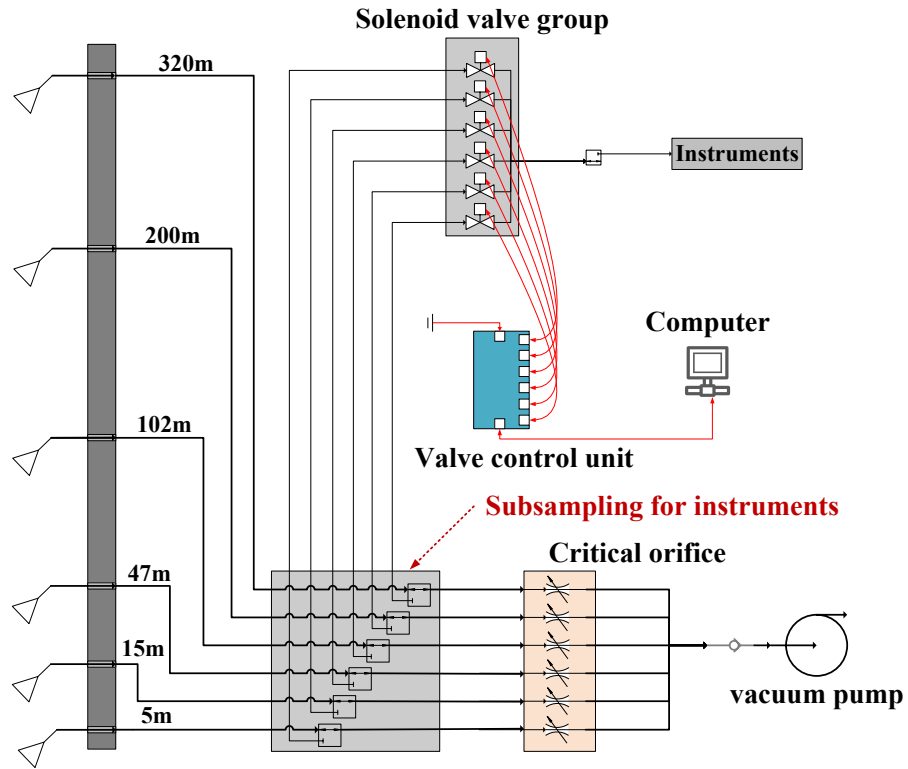 Solenoid valve group
320m
Instruments
200m
Computer
102m
Valve control unit
Subsampling for instruments
Critical orifice
47m
15m
vacuum pump
5m